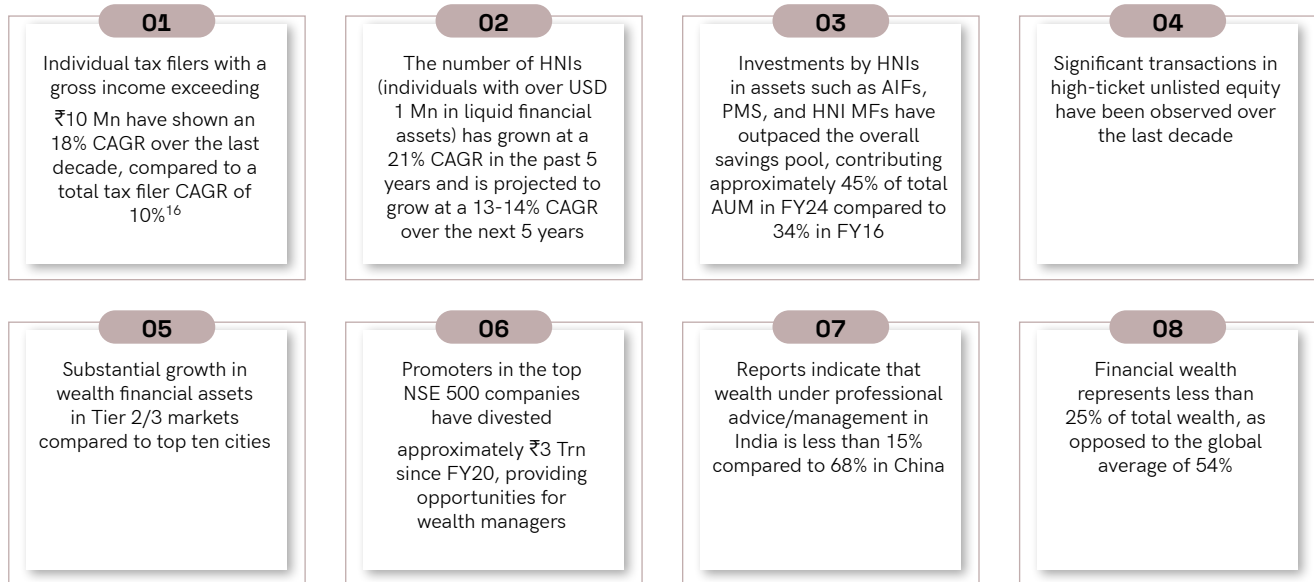 01
Individual tax filers with a
gross income exceeding
₹10 Mn have shown an
18% CAGR over the last
decade, compared to a
total tax filer CAGR of
10%16
02
The number of HNIs
(individuals with over USD
1 Mn in liquid financial
assets) has grown at a
21% CAGR in the past 5
years and is projected to
grow at a 13-14% CAGR
over the next 5 years
03
Investments by HNIs
in assets such as AIFs,
PMS, and HNI MFs have
outpaced the overall
savings pool, contributing
approximately 45% of total
AUM in FY24 compared to
34% in FY16
04
Significant transactions in
high-ticket unlisted equity
have been observed over
the last decade
05
Substantial growth in
wealth financial assets
in Tier 2/3 markets
compared to top ten cities
06
Promoters in the top
NSE 500 companies
have divested
approximately ₹3 Trn
since FY20, providing
opportunities for
wealth managers
07
Reports indicate that
wealth under professional
advice/management in
India is less than 15%
compared to 68% in China
08
Financial wealth
represents less than
25% of total wealth, as
opposed to the global
average of 54%